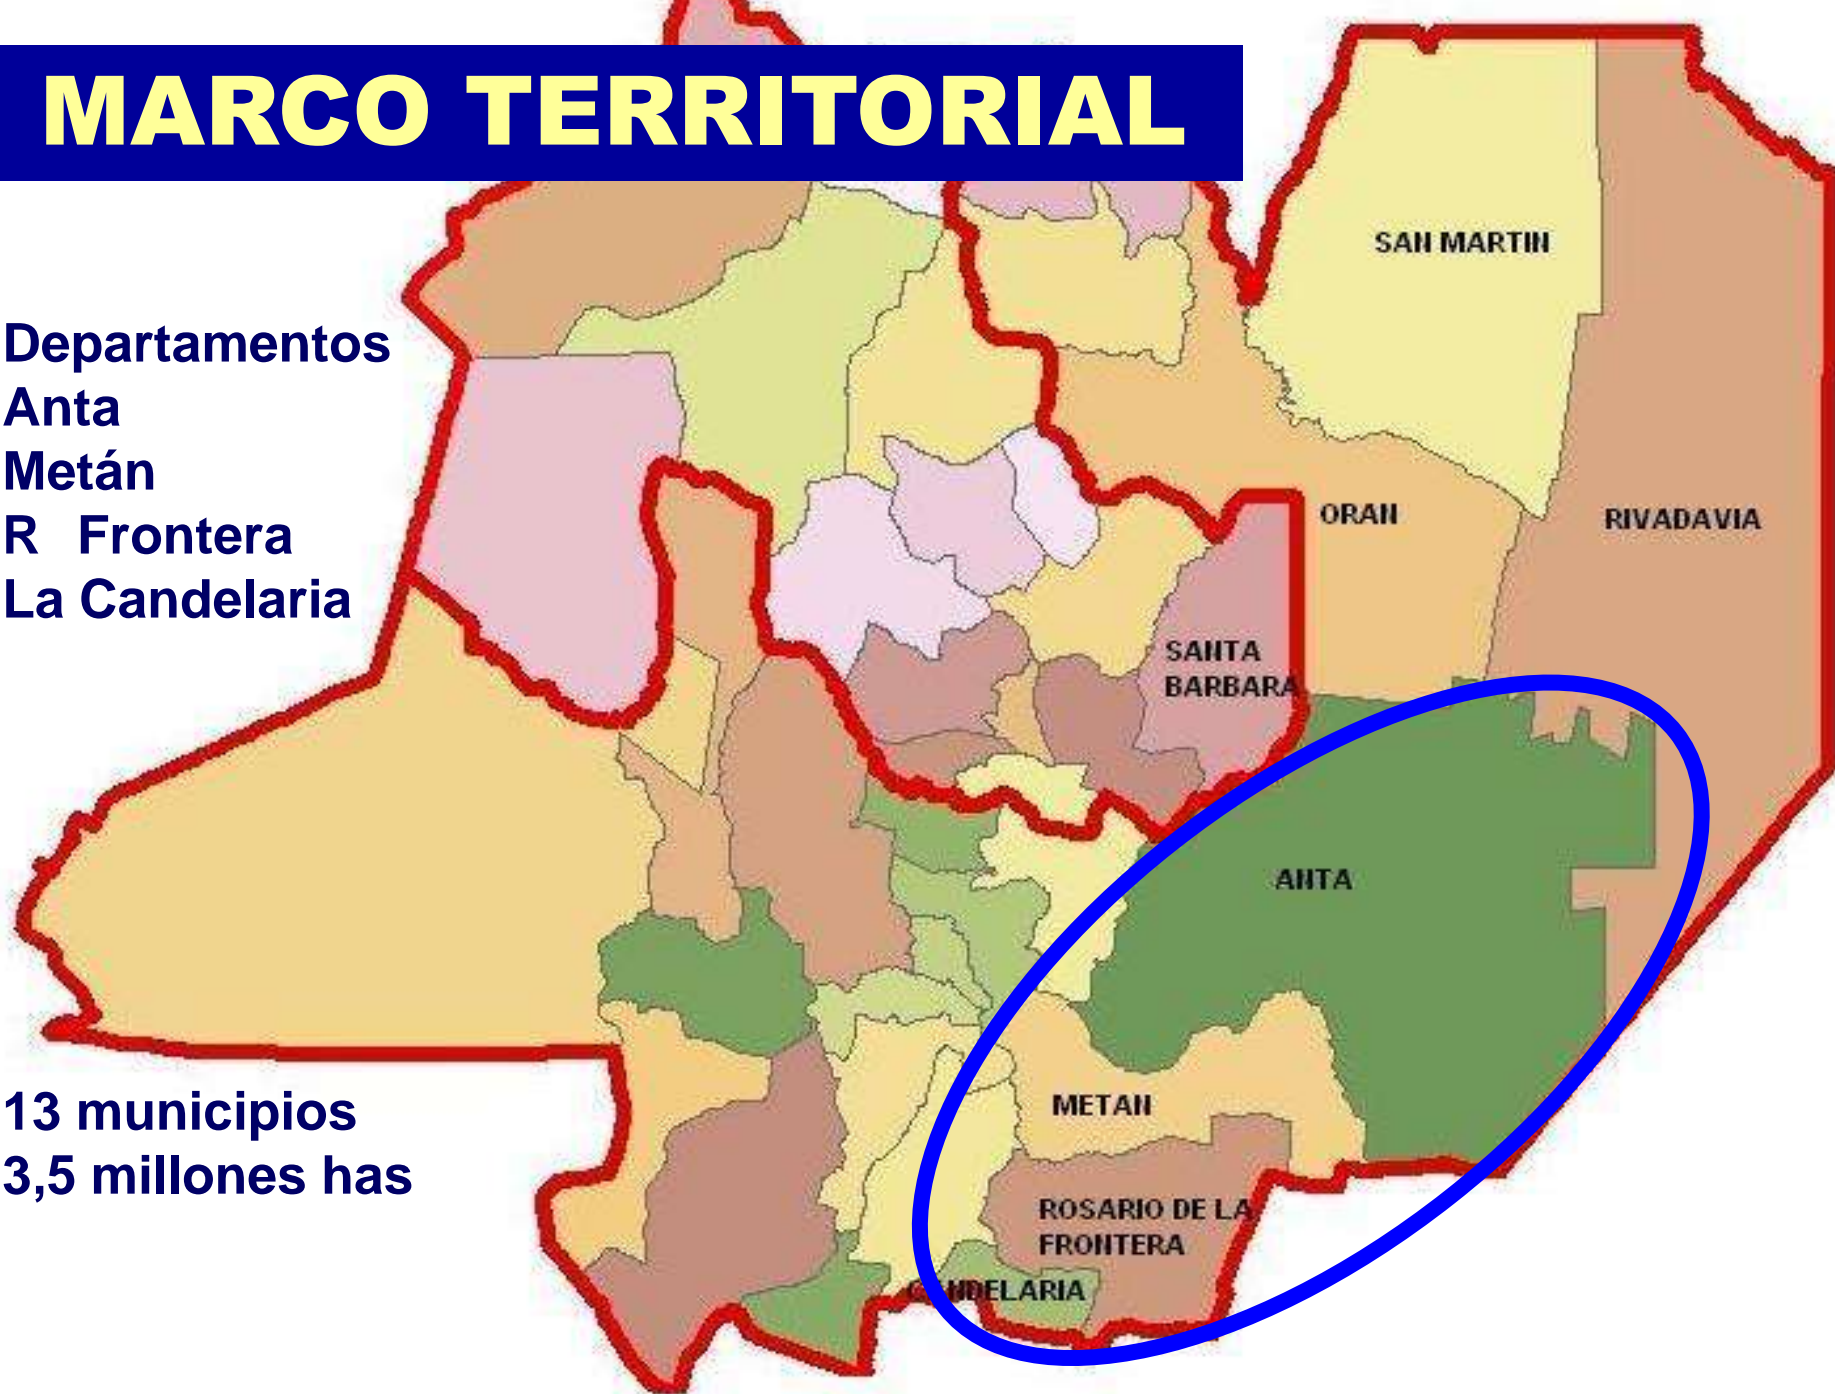 MARCO TERRITORIAL
Departamentos
Anta
Metán
R Frontera
La Candelaria
13 municipios
3,5 millones has
SAN MARTIN
ORAN
RIVADAVIA
SANTA
BARBARA
ANTA
METAN
ROSARIO DE LA
FRONTERA
CANDELARIA